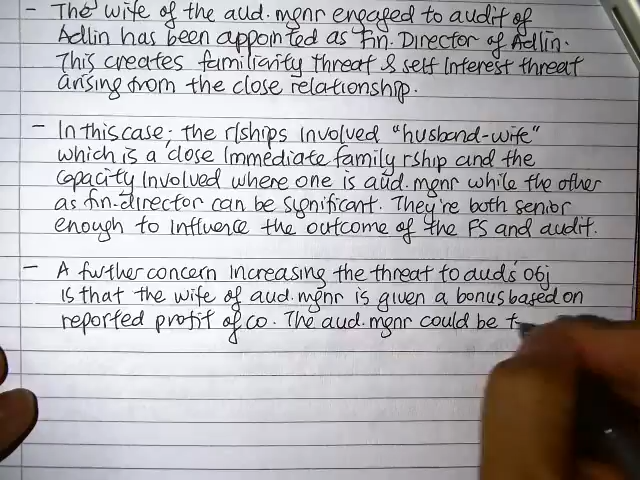 - The wife of the aud.mgnr engaged to audit of
Adlin has been appointed as Fin.Director of Adlin.
This creates familiarity threat & self Interest threat
arising from the close relationship.
- In this case; the r/ships involved "husband-wife"
which is a close immediate family rship and the
capacity involved where one is aud.mgnr while the other
as fin-director can be significant. They're both senior
enough to influence the outcome of the FS and audit.
- A further concern increasing the threat to auds' obj
is that the wife of aud.mgnr is given a bonus based on
reported profit of co. The aud.mgnr could be t